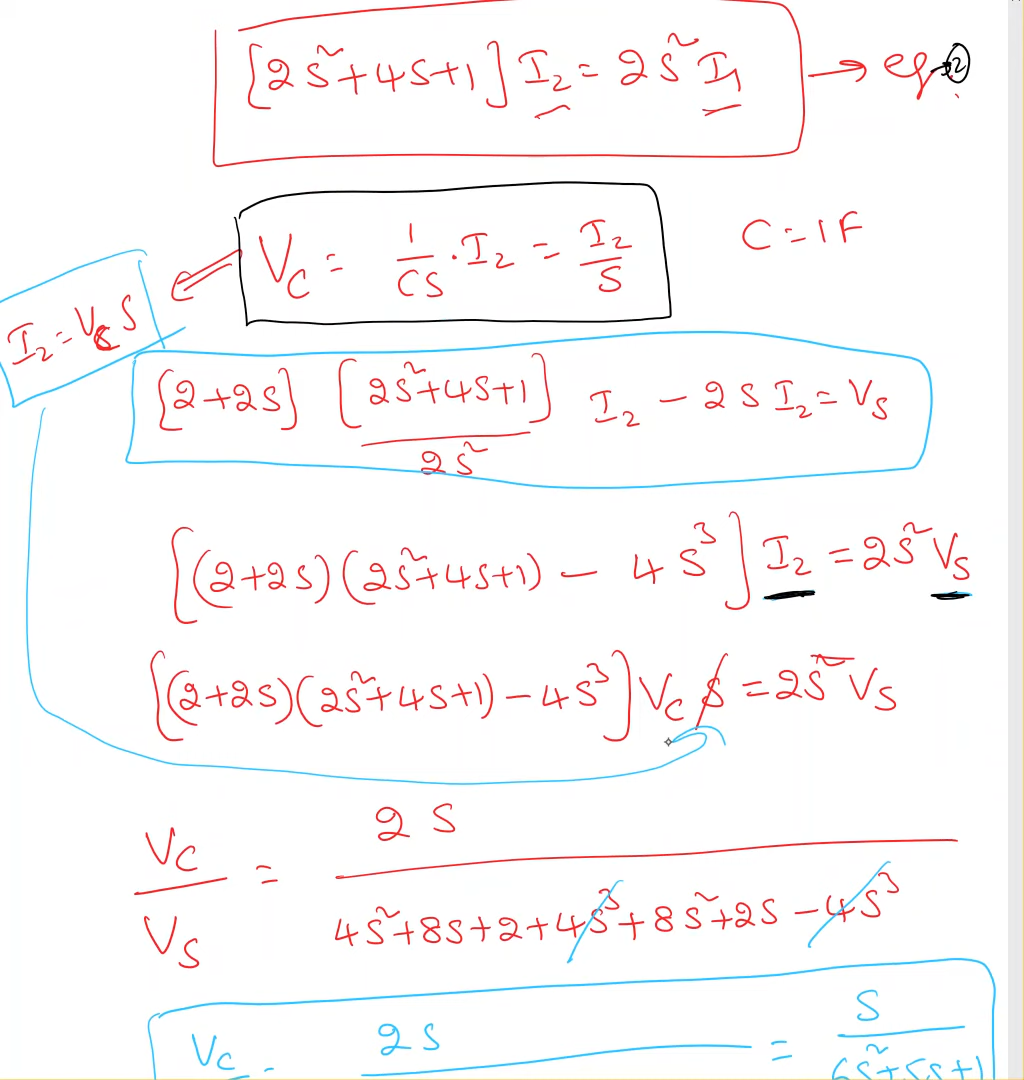 [2s²+4s+1] I₂ = 2s² I₁ → eq ②
V_C = 1/CS · I₂ = I₂/S
C = 1F
I₂ = V_C S
[2+2s] [2s²+4s+1]/2s² I₂ − 2s I₂ = V_S
[(2+2s)(2s²+4s+1) − 4s³] I₂ = 2s² V_S
[(2+2s)(2s²+4s+1) − 4s³] V_C s = 2s² V_S
V_C/V_S = 2s/(4s²+8s+2+4s³+8s²+2s−4s³)
V_C 2s = s/(6s²+5s+1)